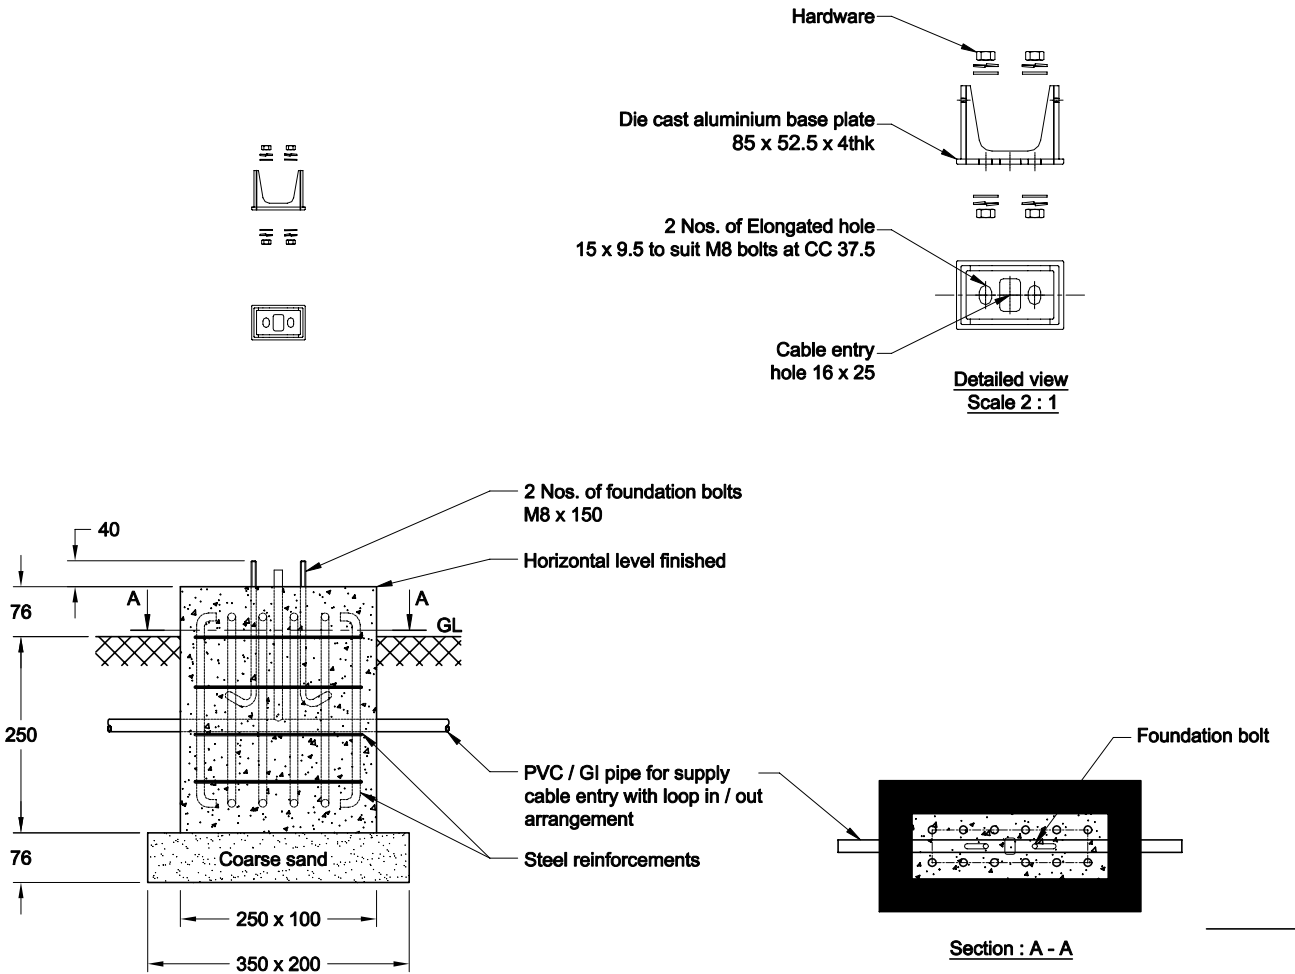 Hardware
Die cast aluminium base plate
85 x 52.5 x 4thk
2 Nos. of Elongated hole
15 x 9.5 to suit M8 bolts at CC 37.5
Cable entry
hole 16 x 25
Detailed view
Scale 2 : 1
2 Nos. of foundation bolts
M8 x 150
40
Horizontal level finished
76
A
A
GL
250
PVC / GI pipe for supply
cable entry with loop in / out
arrangement
Steel reinforcements
76
Coarse sand
250 x 100
350 x 200
Foundation bolt
Section : A - A